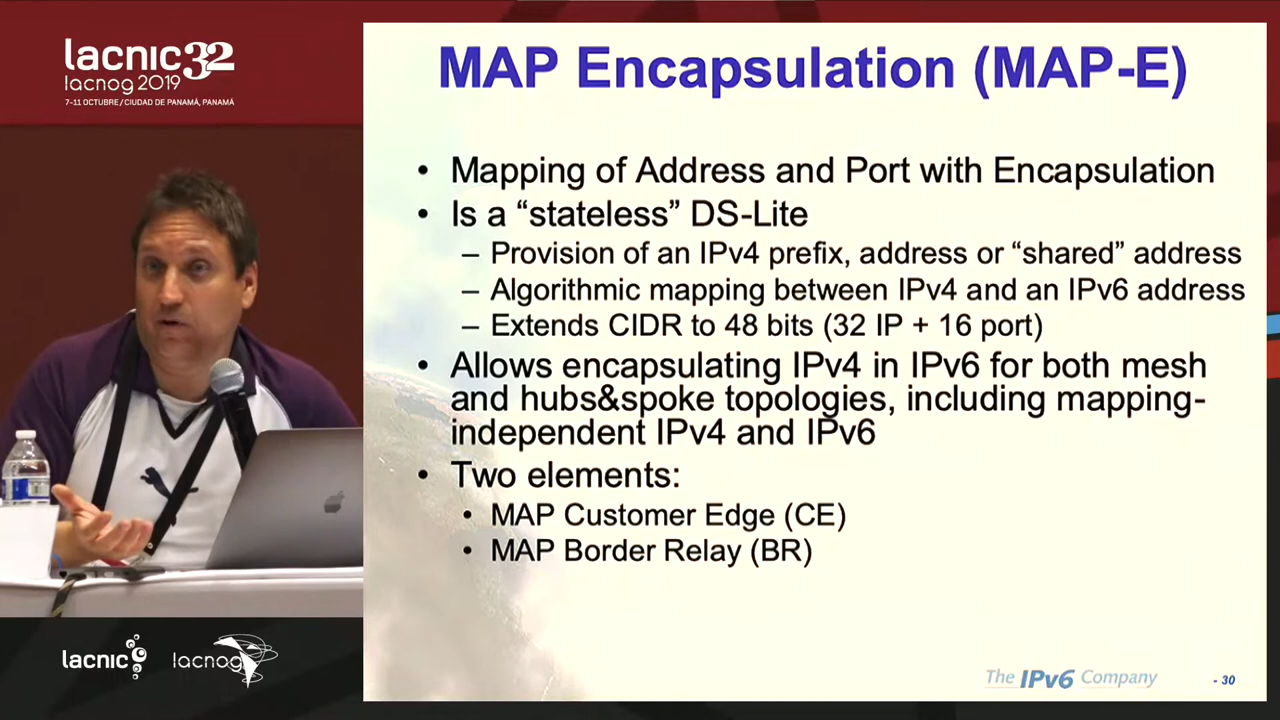 lacnic32
lacnog 2019
7-11 OCTUBRE / CIUDAD DE PANAMÁ, PANAMÁ
MAP Encapsulation (MAP-E)
• Mapping of Address and Port with Encapsulation
• Is a “stateless” DS-Lite
– Provision of an IPv4 prefix, address or “shared” address
– Algorithmic mapping between IPv4 and an IPv6 address
– Extends CIDR to 48 bits (32 IP + 16 port)
• Allows encapsulating IPv4 in IPv6 for both mesh
and hubs&spoke topologies, including mapping-
independent IPv4 and IPv6
• Two elements:
• MAP Customer Edge (CE)
• MAP Border Relay (BR)
lacnic
lacnog
The IPv6 Company
- 30